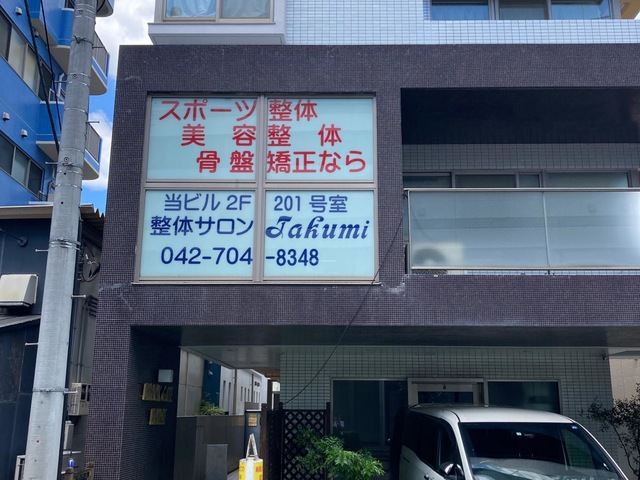 スポーツ整体
美容整体
骨盤矯正なら
当ビル2F 201号室
整体サロン Takumi
042-704-8348